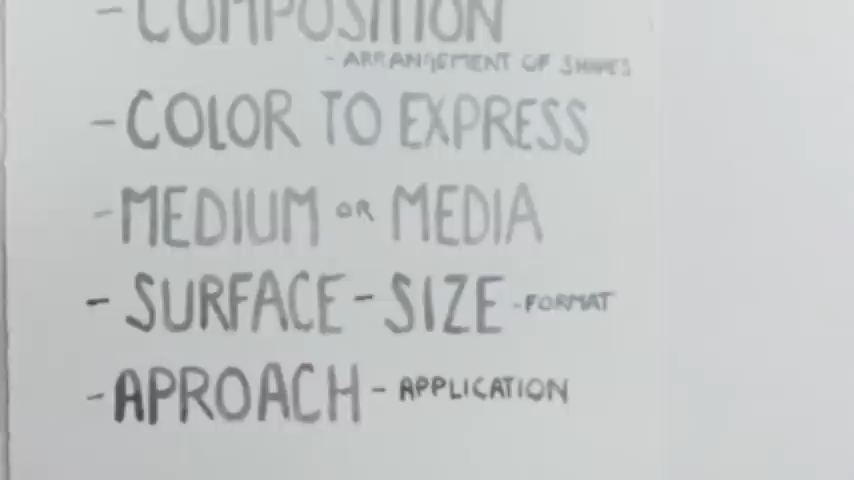 - COMPOSITION
- ARRANGEMENT OF SHAPES
- COLOR TO EXPRESS
- MEDIUM OR MEDIA
- SURFACE - SIZE - FORMAT
- APROACH - APPLICATION